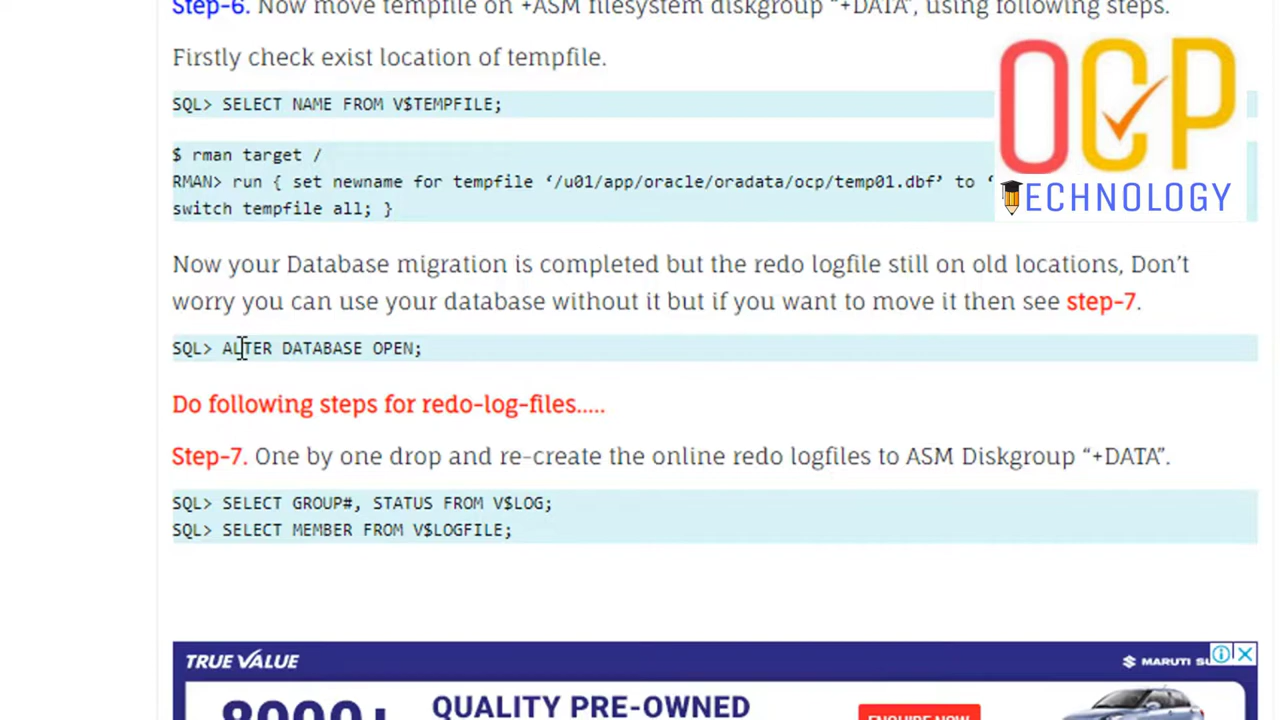 Step-6. Now move tempfile on +ASM filesystem diskgroup “+DATA”, using following steps.
Firstly check exist location of tempfile.
SQL> SELECT NAME FROM V$TEMPFILE;
$ rman target /
RMAN> run { set newname for tempfile ‘/u01/app/oracle/oradata/ocp/temp01.dbf’ to ‘
switch tempfile all; }
OCP
TECHNOLOGY
Now your Database migration is completed but the redo logfile still on old locations, Don’t
worry you can use your database without it but if you want to move it then see step-7.
SQL> ALTER DATABASE OPEN;
Do following steps for redo-log-files.....
Step-7. One by one drop and re-create the online redo logfiles to ASM Diskgroup “+DATA”.
SQL> SELECT GROUP#, STATUS FROM V$LOG;
SQL> SELECT MEMBER FROM V$LOGFILE;
TRUE VALUE
MARUTI
8000+
QUALITY PRE-OWNED
ENQUIRE NOW